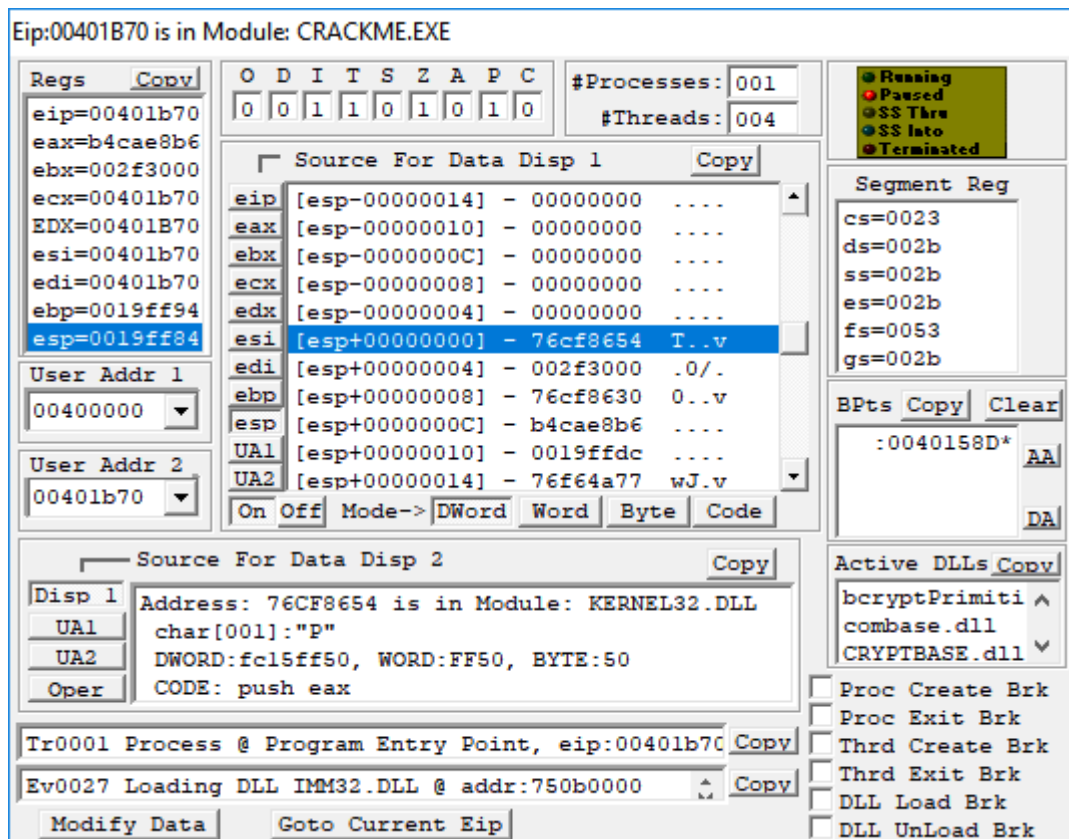 Eip:00401B70 is in Module: CRACKME.EXE
Regs Copy
eip=00401b70
eax=b4cae8b6
ebx=002f3000
ecx=00401b70
EDX=00401B70
esi=00401b70
edi=00401b70
ebp=0019ff94
esp=0019ff84
O D I T S Z A P C
0 0 1 1 0 1 0 1 0
#Processes: 001
#Threads: 004
Running
Paused
SS Thru
SS Into
Terminated
Source For Data Disp 1 Copy
eip [esp-00000014] - 00000000 ....
eax [esp-00000010] - 00000000 ....
ebx [esp-0000000C] - 00000000 ....
ecx [esp-00000008] - 00000000 ....
edx [esp-00000004] - 00000000 ....
esi [esp+00000000] - 76cf8654 T..v
edi [esp+00000004] - 002f3000 .0/.
ebp [esp+00000008] - 76cf8630 0..v
esp [esp+0000000C] - b4cae8b6 ....
UA1 [esp+00000010] - 0019ffdc ....
UA2 [esp+00000014] - 76f64a77 wJ.v
On Off Mode-> DWord Word Byte Code
Segment Reg
cs=0023
ds=002b
ss=002b
es=002b
fs=0053
gs=002b
User Addr 1
00400000
User Addr 2
00401b70
BPts Copy Clear
:0040158D*
AA
DA
Source For Data Disp 2 Copy
Disp 1
UA1
UA2
Oper
Address: 76CF8654 is in Module: KERNEL32.DLL
char[001]:"P"
DWORD:fc15ff50, WORD:FF50, BYTE:50
CODE: push eax
Active DLLs Copy
bcryptPrimiti
combase.dll
CRYPTBASE.dll
Proc Create Brk
Proc Exit Brk
Thrd Create Brk
Thrd Exit Brk
DLL Load Brk
DLL UnLoad Brk
Tr0001 Process @ Program Entry Point, eip:00401b70 Copy
Ev0027 Loading DLL IMM32.DLL @ addr:750b0000 Copy
Modify Data Goto Current Eip